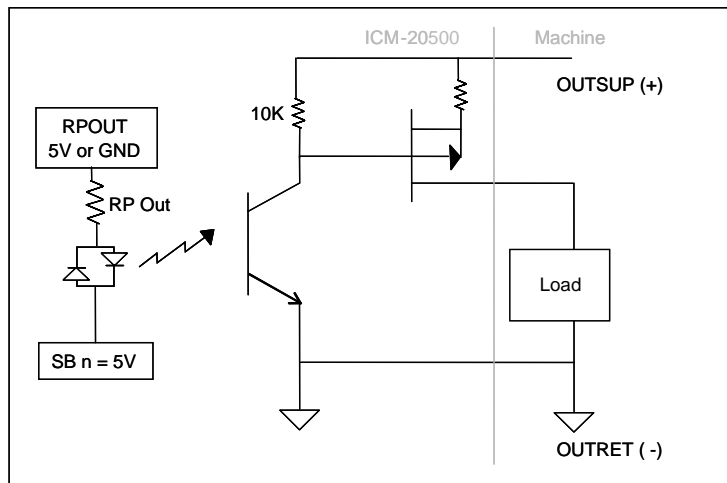 ICM-20500
Machine
OUTSUP (+)
10K
RPOUT
5V or GND
RP Out
Load
SB n = 5V
OUTRET ( -)